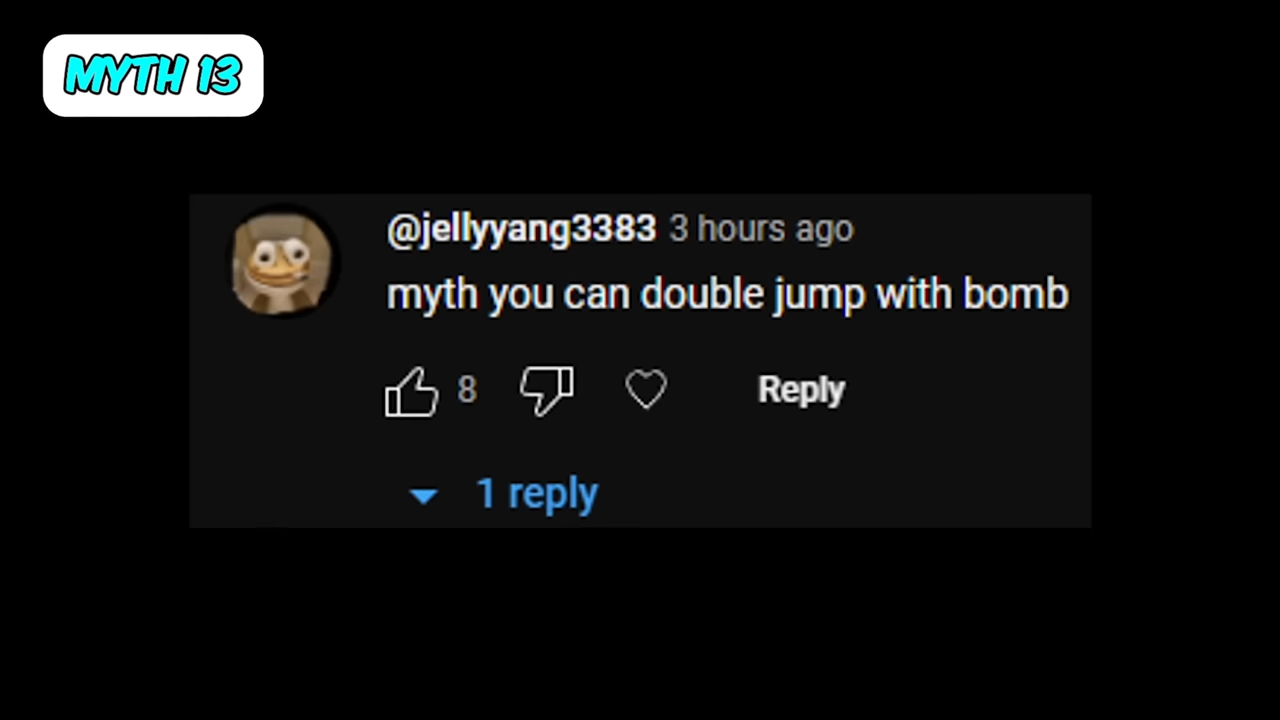 MYTH 13
@jellyyang3383 3 hours ago
myth you can double jump with bomb
8 Reply
1 reply